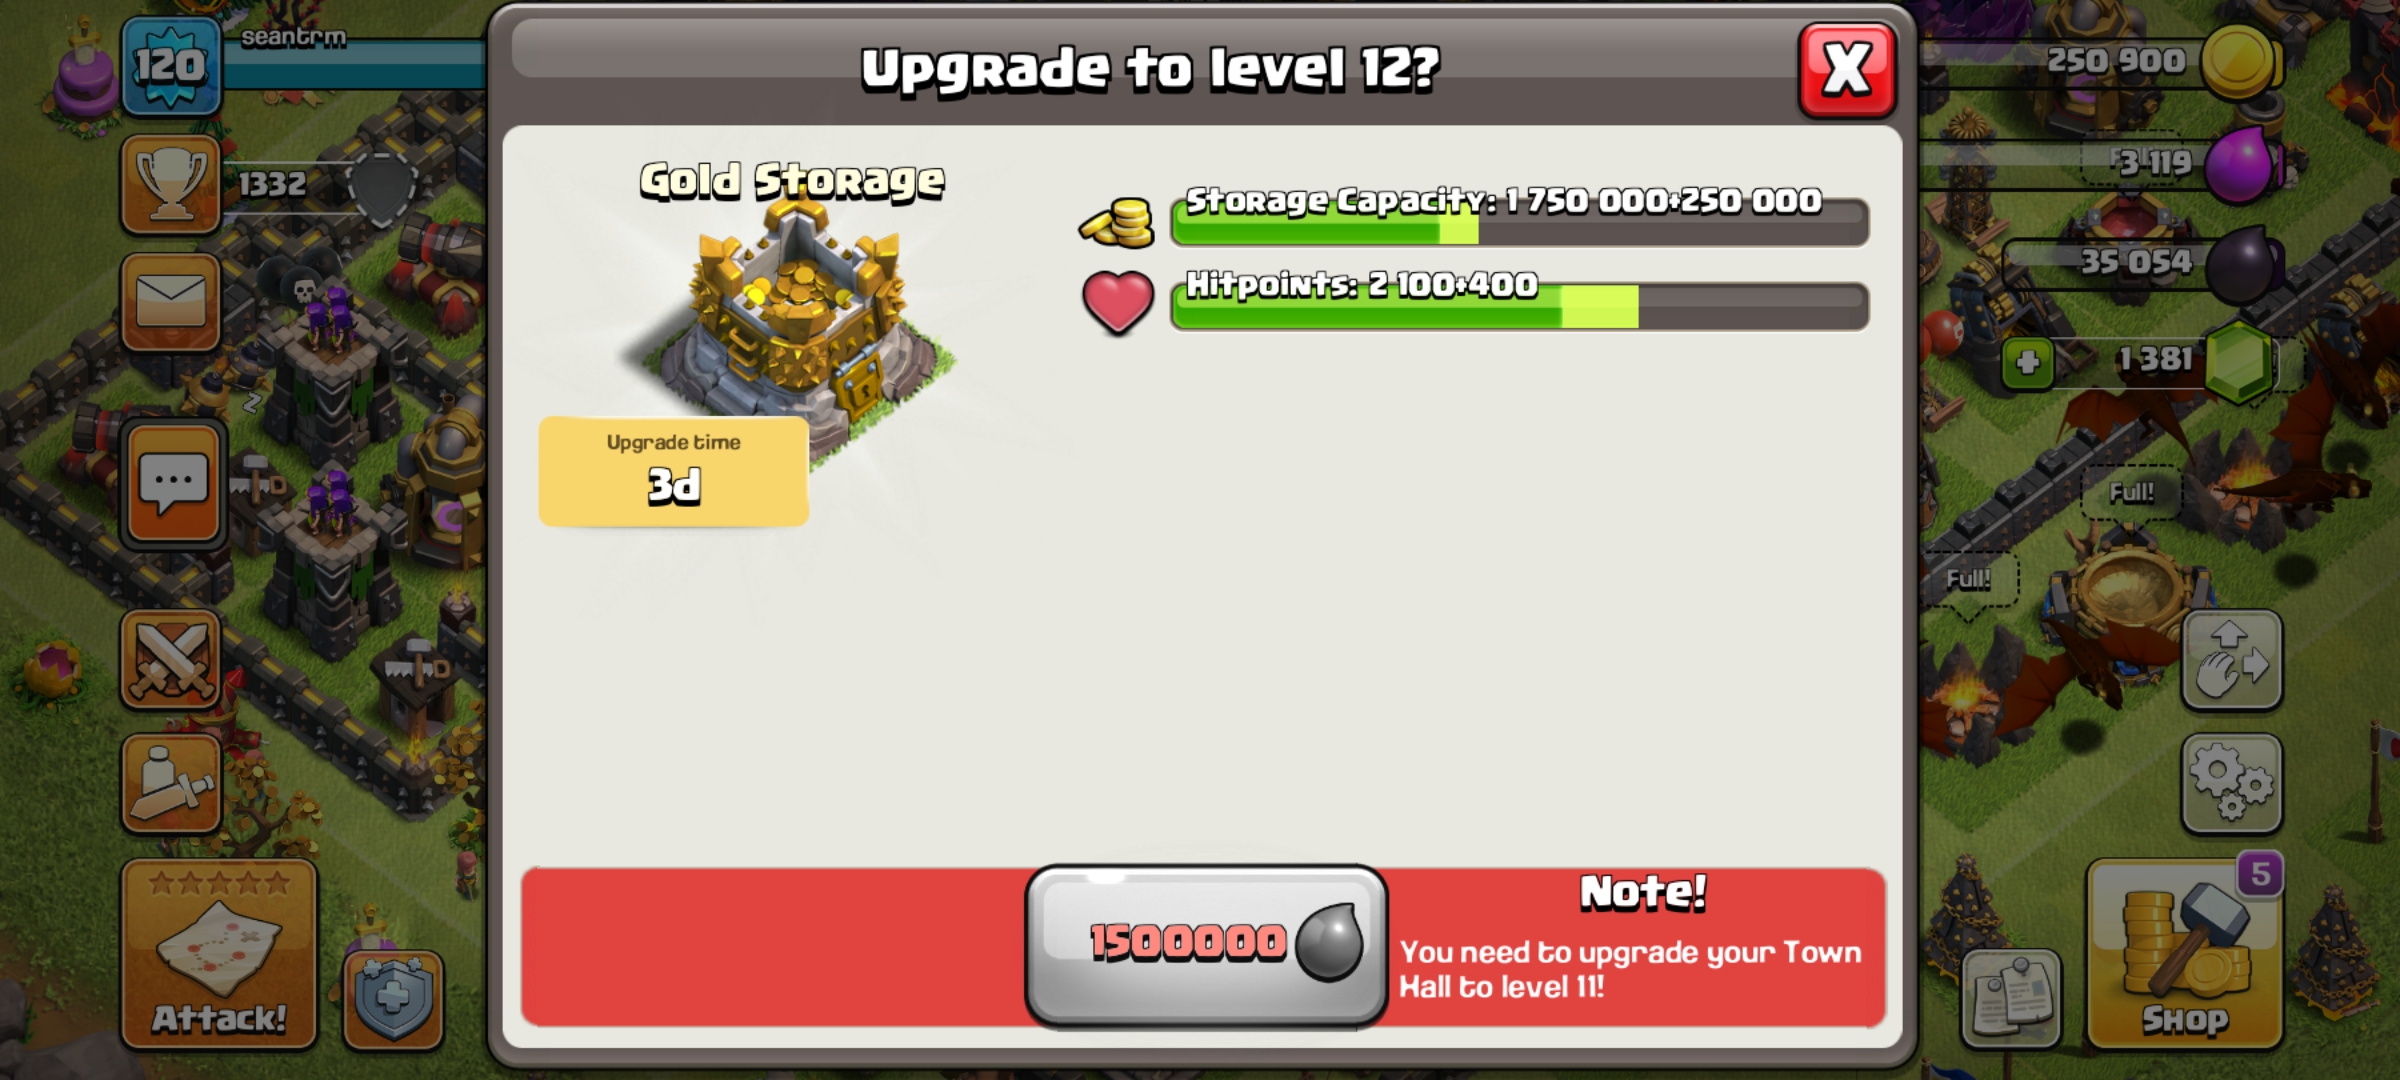 120
seantrm
Upgrade to level 12?
X
250 900
1332
Gold Storage
Storage Capacity: 1 750 000+250 000
3 119
Hitpoints: 2 100+400
35 054
1 381
Upgrade time
3d
z
Full!
Full!
1500000
Note!
You need to upgrade your Town
Hall to level 11!
Attack!
5
Shop